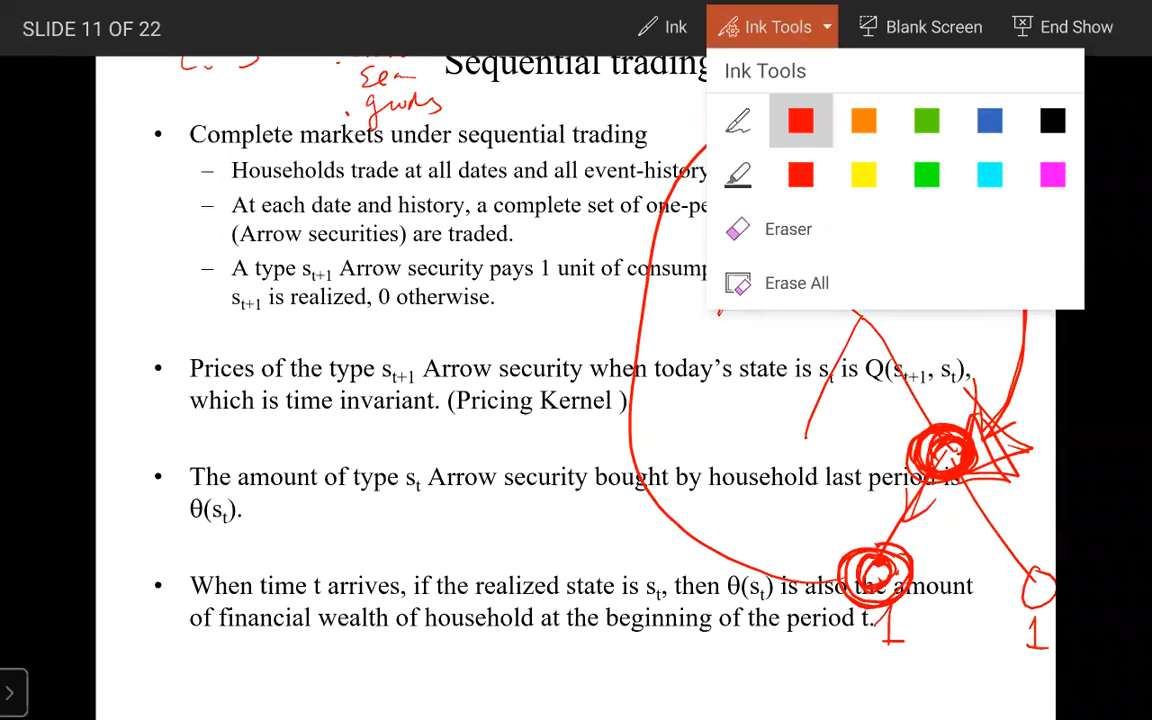 SLIDE 11 OF 22
Ink
Ink Tools
Blank Screen
End Show
Ink Tools
Eraser
Erase All
goods
Sequential trading
• Complete markets under sequential trading
– Households trade at all dates and all event-history
– At each date and history, a complete set of one-pe
(Arrow securities) are traded.
– A type st+1 Arrow security pays 1 unit of consump
st+1 is realized, 0 otherwise.
• Prices of the type st+1 Arrow security when today's state is st is Q(st+1, st),
which is time invariant. (Pricing Kernel )
• The amount of type st Arrow security bought by household last period is
θ(st).
• When time t arrives, if the realized state is st, then θ(st) is also the amount
of financial wealth of household at the beginning of the period t.
1
1